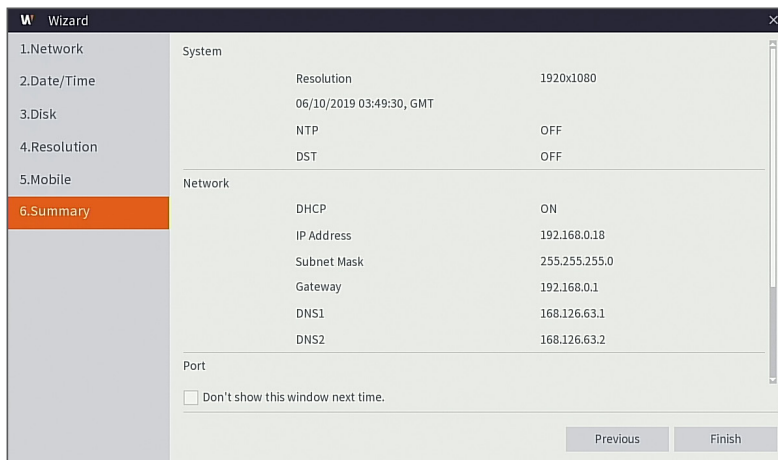 W Wizard
1.Network
2.Date/Time
3.Disk
4.Resolution
5.Mobile
6.Summary
System
Resolution 1920x1080
06/10/2019 03:49:30, GMT
NTP OFF
DST OFF
Network
DHCP ON
IP Address 192.168.0.18
Subnet Mask 255.255.255.0
Gateway 192.168.0.1
DNS1 168.126.63.1
DNS2 168.126.63.2
Port
Don't show this window next time.
Previous Finish